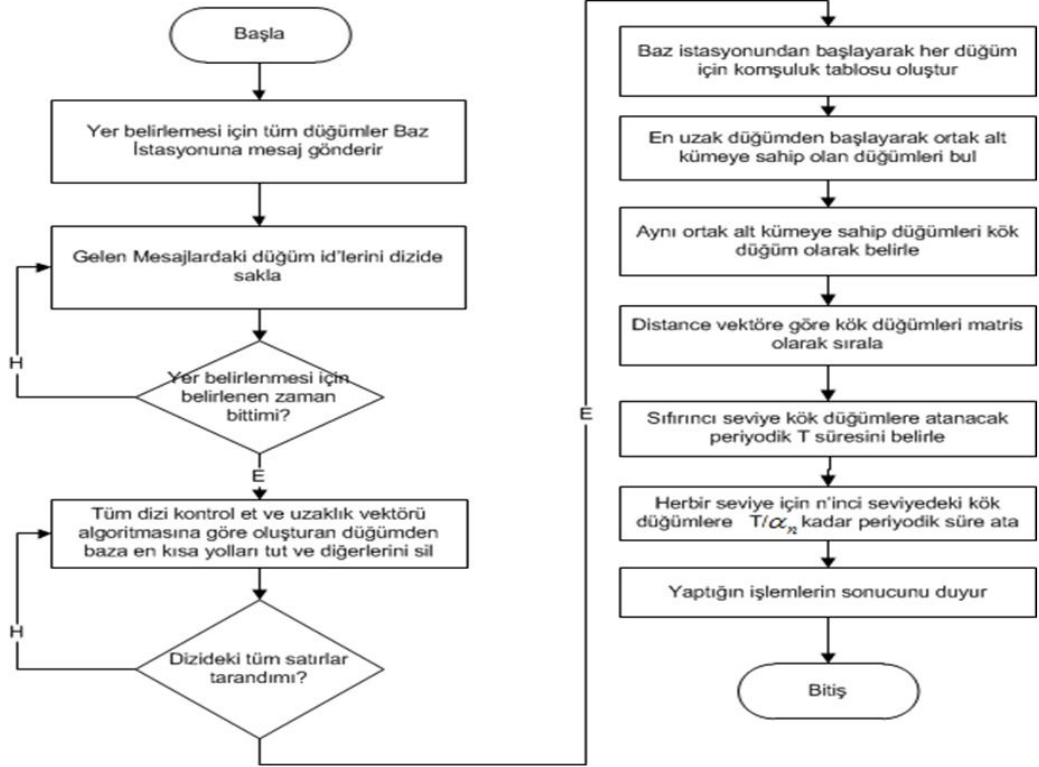 Başla
Yer belirlemesi için tüm düğümler Baz
İstasyonuna mesaj gönderir
Gelen Mesajlardaki düğüm id'lerini dizide
sakla
H
Yer belirlenmesi için
belirlenen zaman
bittimi?
E
Tüm dizi kontrol et ve uzaklık vektörü
algoritmasına göre oluşturan düğümden
baza en kısa yolları tut ve diğerlerini sil
H
Dizideki tüm satırlar
tarandımı?
E
Baz istasyonundan başlayarak her düğüm
için komşuluk tablosu oluştur
En uzak düğümden başlayarak ortak alt
kümeye sahip olan düğümleri bul
Aynı ortak alt kümeye sahip düğümleri kök
düğüm olarak belirle
Distance vektöre göre kök düğümleri matris
olarak sırala
Sıfırıncı seviye kök düğümlere atanacak
periyodik T süresini belirle
Herbir seviye için n'inci seviyedeki kök
düğümlere T/αₙ kadar periyodik süre ata
Yaptığın işlemlerin sonucunu duyur
Bitiş